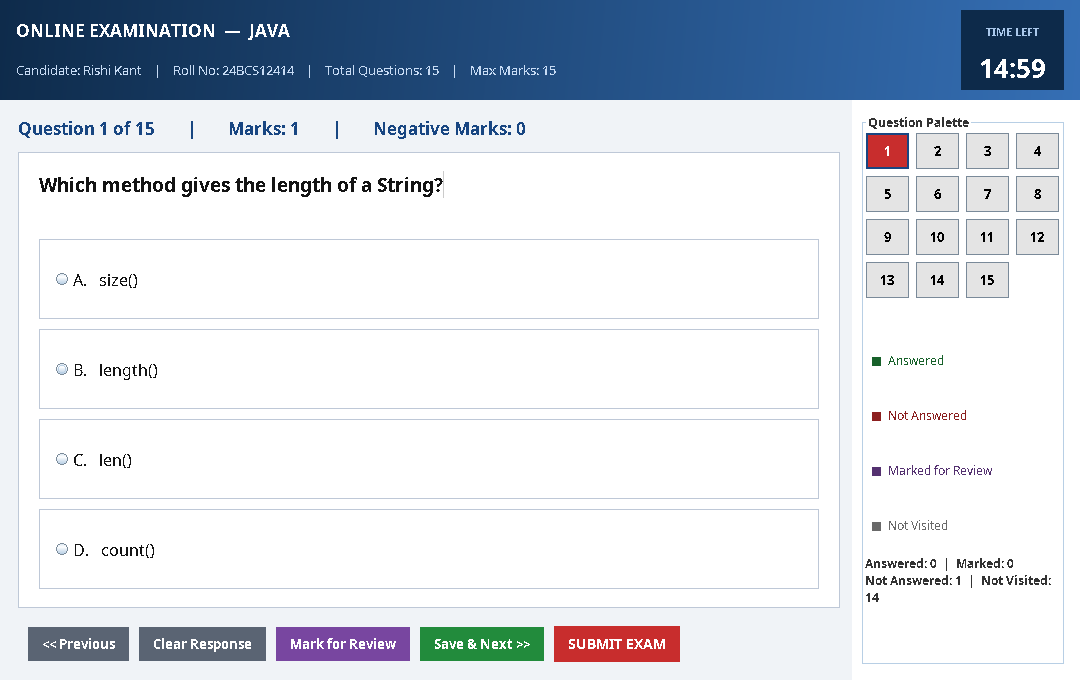 ONLINE EXAMINATION — JAVA
Candidate: Rishi Kant | Roll No: 24BCS12414 | Total Questions: 15 | Max Marks: 15
TIME LEFT
14:59
Question 1 of 15 | Marks: 1 | Negative Marks: 0
Which method gives the length of a String?
A. size()
B. length()
C. len()
D. count()
<< Previous
Clear Response
Mark for Review
Save & Next >>
SUBMIT EXAM
Question Palette
1 2 3 4
5 6 7 8
9 10 11 12
13 14 15
Answered
Not Answered
Marked for Review
Not Visited
Answered: 0 | Marked: 0
Not Answered: 1 | Not Visited:
14